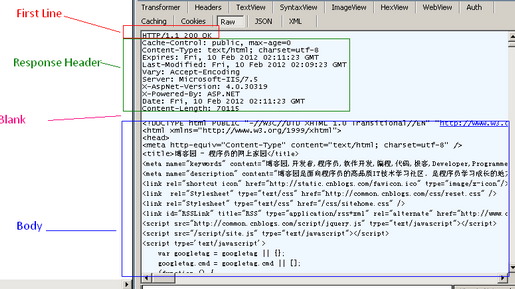 First Line
Response Header
Blank
Body
Transformer Headers TextView SyntaxView ImageView HexView WebView Auth
Caching Cookies Raw JSON XML
HTTP/1.1 200 OK
Cache-Control: public, max-age=0
Content-Type: text/html; charset=utf-8
Expires: Fri, 10 Feb 2012 02:11:23 GMT
Last-Modified: Fri, 10 Feb 2012 02:09:23 GMT
Vary: Accept-Encoding
Server: Microsoft-IIS/7.5
X-AspNet-Version: 4.0.30319
X-Powered-By: ASP.NET
Date: Fri, 10 Feb 2012 02:11:23 GMT
Content-Length: 70115
<!DOCTYPE html PUBLIC "-//W3C//DTD XHTML 1.0 Transitional//EN" "http://www.w3.o
<html xmlns="http://www.w3.org/1999/xhtml">
<head>
<meta http-equiv="Content-Type" content="text/html; charset=utf-8" />
<title>博客园 - 程序员的网上家园</title>
<meta name="keywords" content="博客园,开发者,程序员,软件开发,编程,代码,极客,Developer,Programme
<meta name="description" content="博客园是面向程序员的高品质IT技术学习社区，是程序员学习成长的地
<link rel="shortcut icon" href="http://static.cnblogs.com/favicon.ico" type="image/x-icon"/>
<link rel="Stylesheet" type="text/css" href="http://common.cnblogs.com/css/reset.css" />
<link rel="Stylesheet" type="text/css" href="/css/sitehome.css" />
<link id="RSSLink" title="RSS" type="application/rss+xml" rel="alternate" href="http://www.c
<script src="http://common.cnblogs.com/script/jquery.js" type="text/javascript"></script>
<script src="/script/site.js" type="text/javascript"></script>
<script type='text/javascript'>
var googletag = googletag || {};
googletag.cmd = googletag.cmd || [];
(function () {